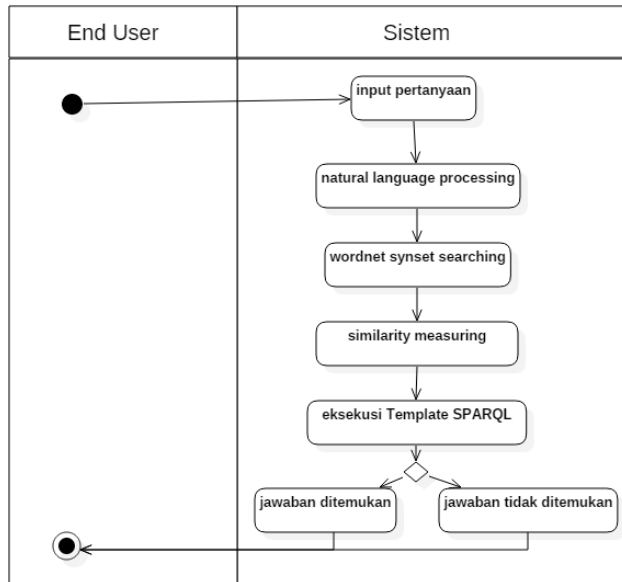 End User
Sistem
input pertanyaan
natural language processing
wordnet synset searching
similarity measuring
eksekusi Template SPARQL
jawaban ditemukan
jawaban tidak ditemukan